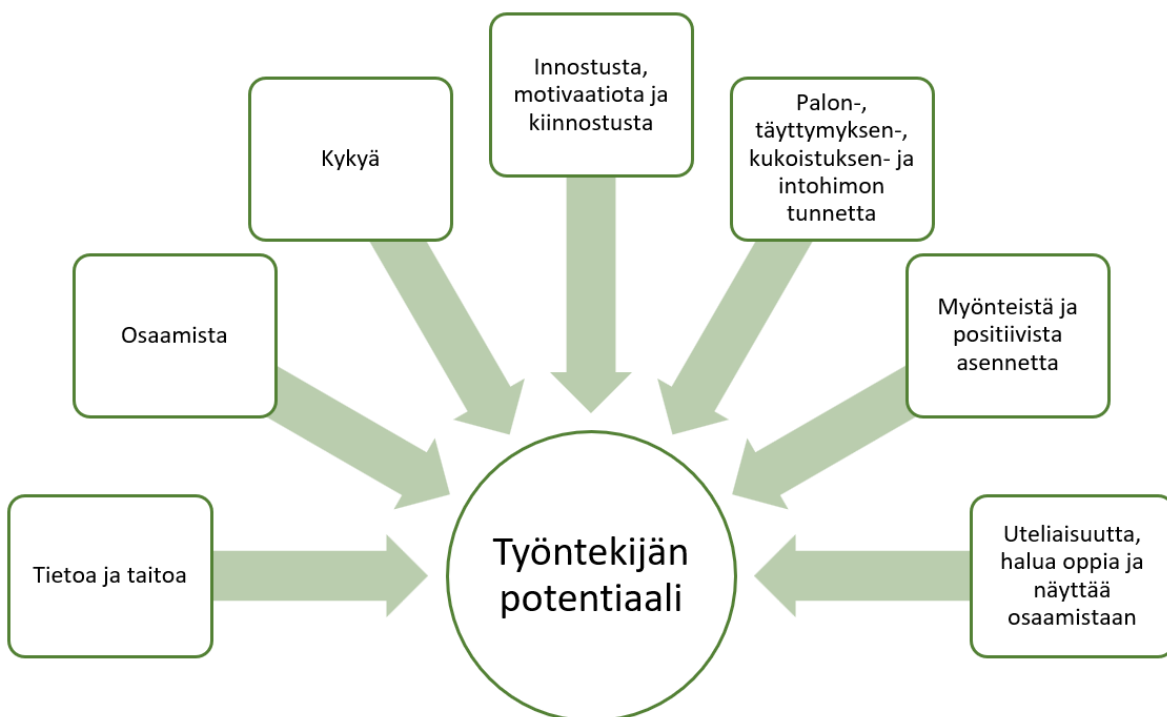 Tietoa ja taitoa
Osaamista
Kykyä
Innostusta,
motivaatiota ja
kiinnostusta
Palon-,
täyttymyksen-,
kukoistuksen- ja
intohimon
tunnetta
Myönteistä ja
positiivista
asennetta
Uteliaisuutta,
halua oppia ja
näyttää
osaamistaan
Työntekijän
potentiaali